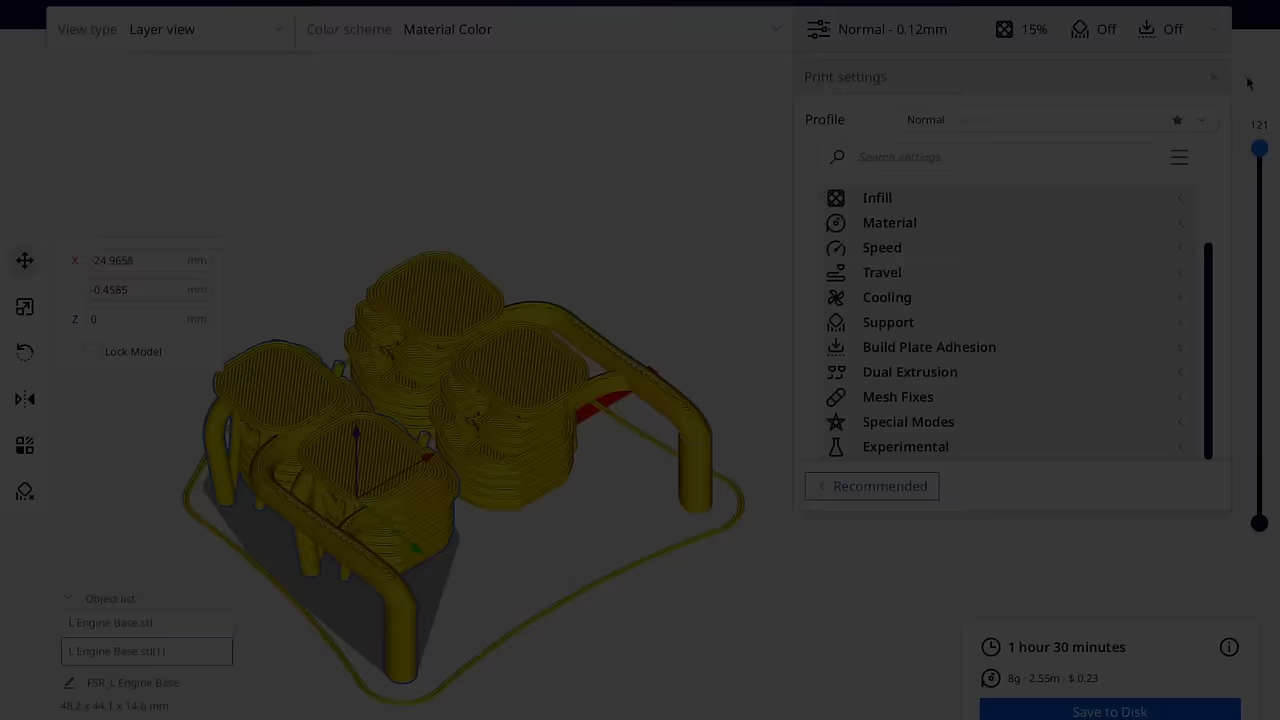 View type Layer view Color scheme Material Color Normal - 0.12mm 15% Off Off
Print settings
121
Profile Normal
Search settings
Infill
Material
Speed
Travel
Cooling
Support
Build Plate Adhesion
Dual Extrusion
Mesh Fixes
Special Modes
Experimental
Recommended
X -24.9658 mm
-0.4585 mm
Z 0 mm
Lock Model
Object list
L Engine Base.stl
L Engine Base.stl(1)
FSR_L Engine Base
48.2 x 44.1 x 14.6 mm
1 hour 30 minutes
8g · 2.55m · $ 0.23
Save to Disk